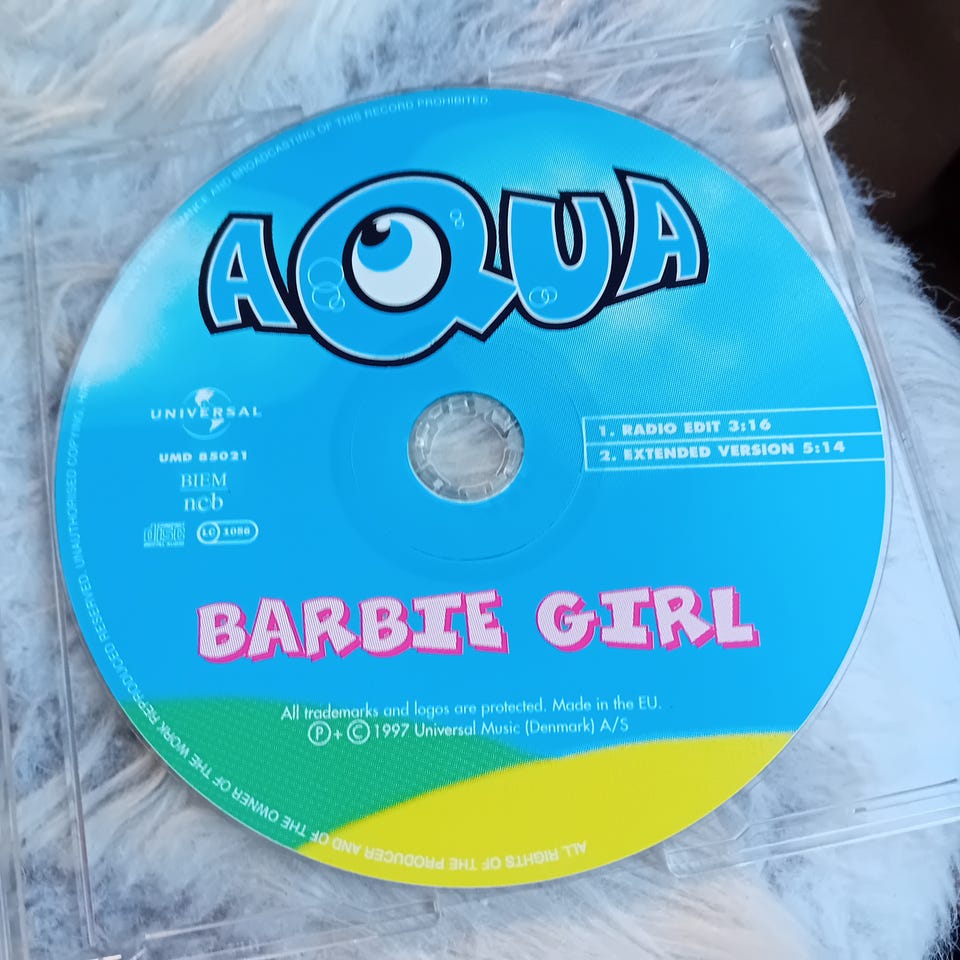 AQUA
UNIVERSAL
UMD 85021
BIEM
ncb
disc
LC 1056
1. RADIO EDIT 3:16
2. EXTENDED VERSION 5:14
BARBIE GIRL
All trademarks and logos are protected. Made in the EU.
Ⓟ + © 1997 Universal Music (Denmark) A/S
ALL RIGHTS OF THE PRODUCER AND OF THE OWNER OF THE WORK REPRODUCED RESERVED. UNAUTHORISED COPYING, AND BROADCASTING OF THIS RECORD PROHIBITED.